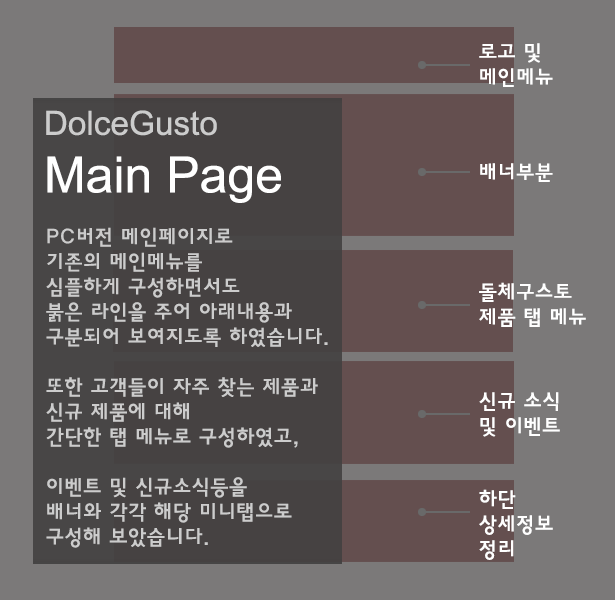 로고 및
메인메뉴
DolceGusto
Main Page
배너부분
PC버전 메인페이지로
기존의 메인메뉴를
심플하게 구성하면서도
붉은 라인을 주어 아래내용과
구분되어 보여지도록 하였습니다.
돌체구스토
제품 탭 메뉴
또한 고객들이 자주 찾는 제품과
신규 제품에 대해
간단한 탭 메뉴로 구성하였고,
신규 소식
및 이벤트
이벤트 및 신규소식등을
배너와 각각 해당 미니탭으로
구성해 보았습니다.
하단
상세정보
정리